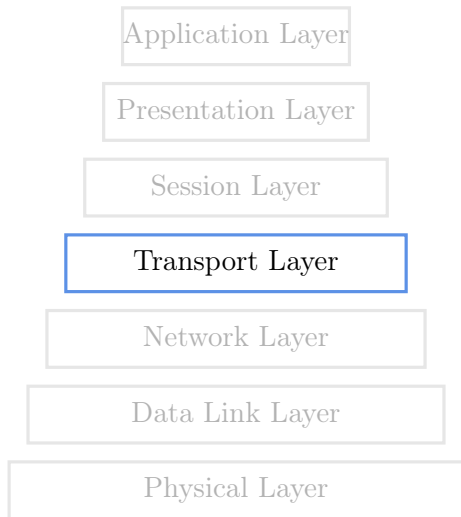 Application Layer
Presentation Layer
Session Layer
Transport Layer
Network Layer
Data Link Layer
Physical Layer